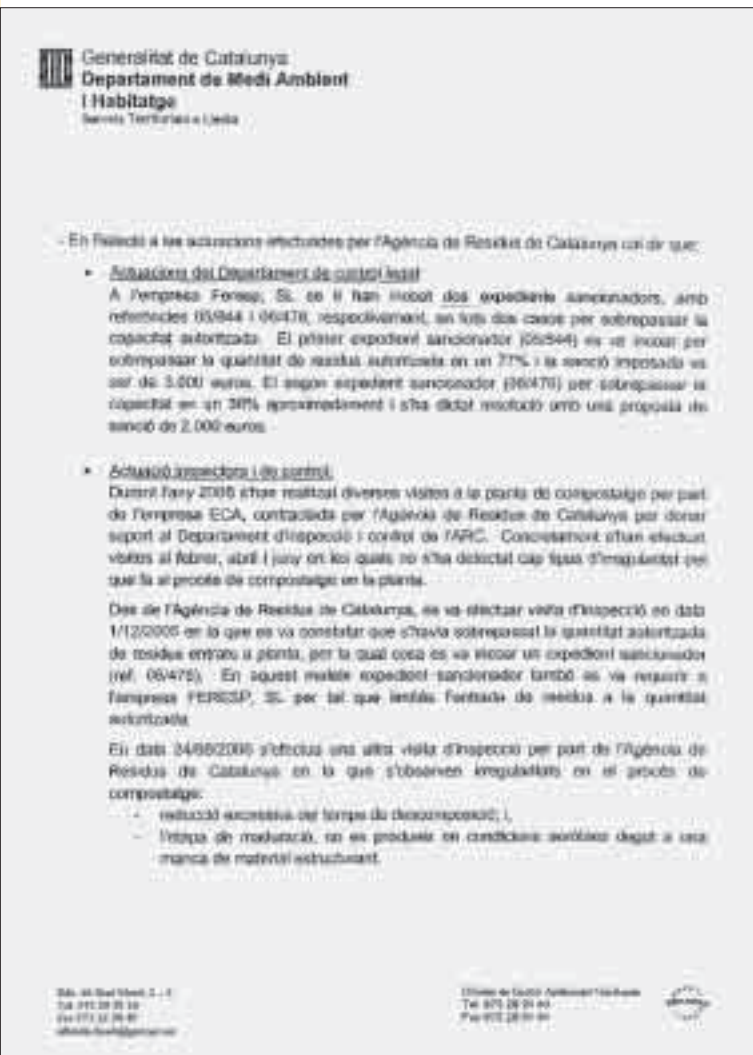 Generalitat de Catalunya
Departament de Medi Ambient
i Habitatge
Serveis Territorials a Lleida
- En Relació a les actuacions efectuades per l'Agència de Residus de Catalunya cal dir que:
• Actuacions del Departament de control legal
A l'empresa Feresp, SL se li han incoat dos expedients sancionadors, amb
referències 05/844 i 06/476, respectivament, en tots dos casos per sobrepassar la
capacitat autoritzada. El primer expedient sancionador (05/844) es va incoar per
sobrepassar la quantitat de residus autoritzada en un 77% i la sanció imposada va
ser de 3.000 euros. El segon expedient sancionador (06/476) per sobrepassar la
capacitat en un 36% aproximadament i s'ha dictat resolució amb una proposta de
sanció de 2.000 euros.
• Actuació inspectora i de control:
Durant l'any 2006 s'han realitzat diverses visites a la planta de compostatge per part
de l'empresa ECA, contractada per l'Agència de Residus de Catalunya per donar
suport al Departament d'Inspecció i control de l'ARC. Concretament s'han efectuat
visites al febrer, abril i juny en les quals no s'ha detectat cap tipus d'irregularitat pel
que fa al procés de compostatge en la planta.
Des de l'Agència de Residus de Catalunya, es va efectuar visita d'inspecció en data
en la que es va constatar que s'havia sobrepassat la quantitat autoritzada
de residus entrats a planta, per la qual cosa es va incoar un expedient sancionador
(ref. 06/476). En aquest mateix expedient sancionador també es va requerir a
l'empresa FERESP, SL per tal que limités l'entrada de residus a la quantitat
autoritzada.
En data s'efectua una altra visita d'inspecció per part de l'Agència de
Residus de Catalunya en la que s'observen irregularitats en el procés de
compostatge:
- reducció excessiva del temps de descomposició; i,
- l'etapa de maduració, no es produeix en condicions aeròbies degut a una
manca de material estructurant.